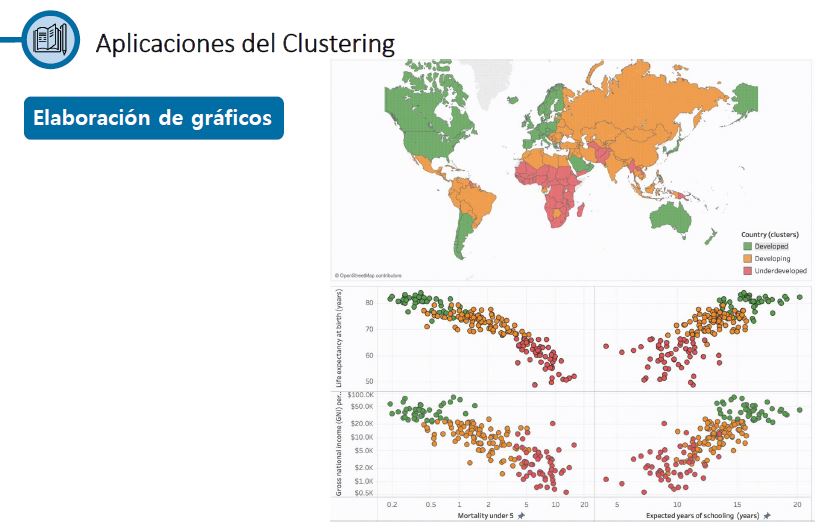 Aplicaciones del Clustering
Elaboración de gráficos
Country (clusters)
Developed
Developing
Underdeveloped
© OpenStreetMap contributors
Life expectancy at birth (years)
80
70
60
50
Gross national income (GNI) per..
$100.0K
$50.0K
$20.0K
$10.0K
$5.0K
$2.0K
$1.0K
$0.5K
0.2 0.5 1 2 5 10 20
Mortality under 5
5 10 15 20
Expected years of schooling (years)